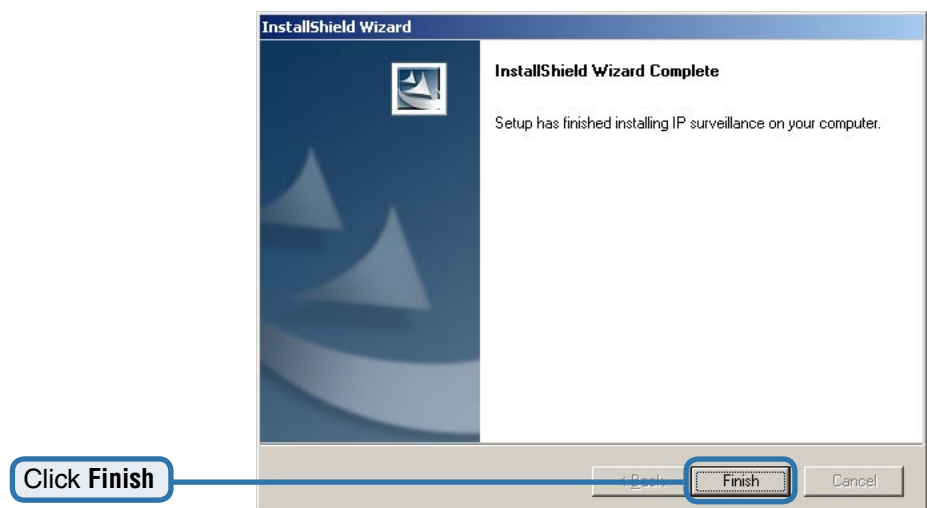 InstallShield Wizard
InstallShield Wizard Complete
Setup has finished installing IP surveillance on your computer.
Click Finish
< Back
Finish
Cancel